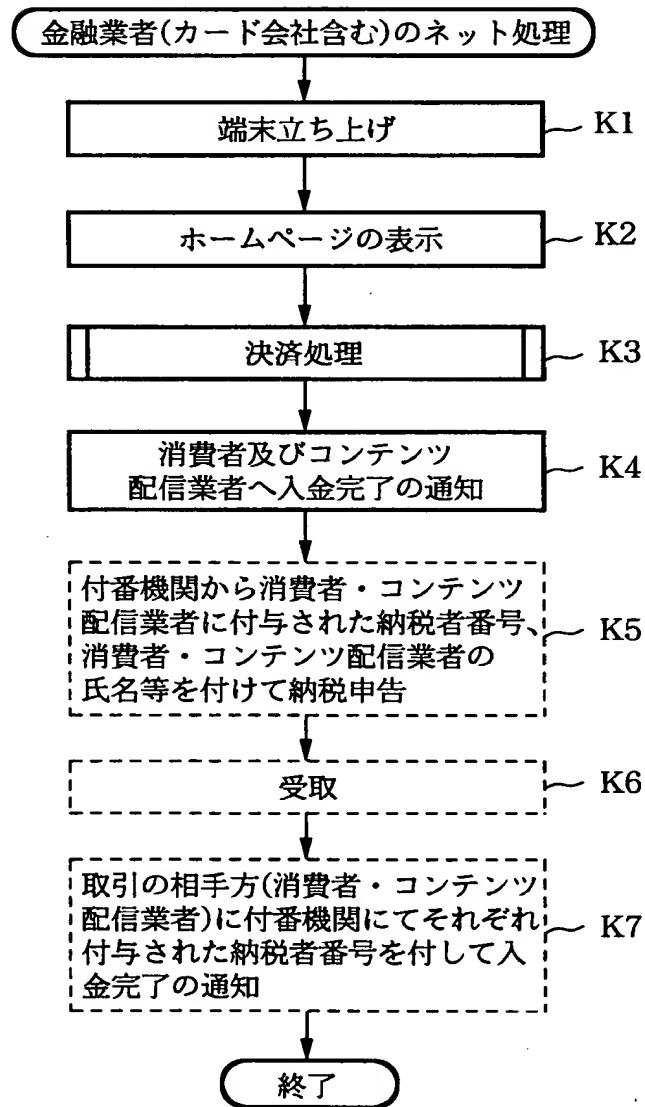 金融業者(カード会社含む)のネット処理
端末立ち上げ
K1
ホームページの表示
K2
決済処理
K3
消費者及びコンテンツ
配信業者へ入金完了の通知
K4
付番機関から消費者・コンテンツ
配信業者に付与された納税者番号、
消費者・コンテンツ配信業者の
氏名等を付けて納税申告
K5
受取
K6
取引の相手方(消費者・コンテンツ
配信業者)に付番機関にてそれぞれ
付与された納税者番号を付して入
金完了の通知
K7
終了